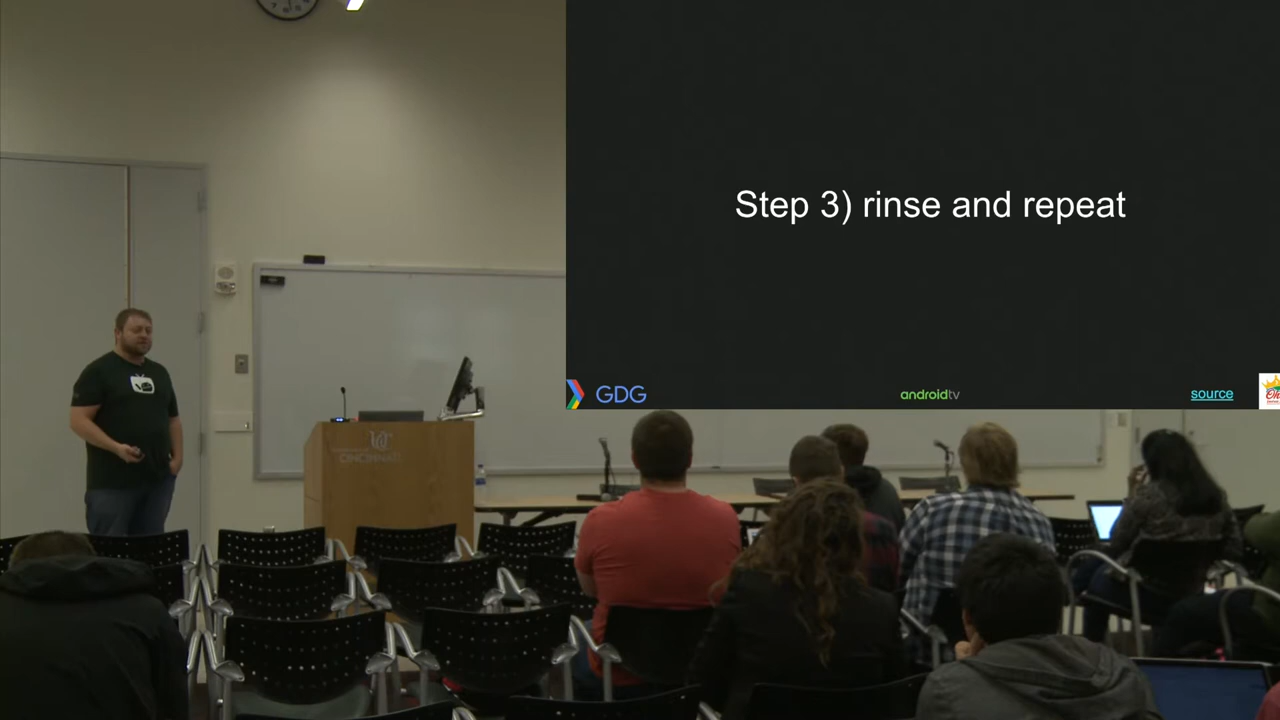 Step 3) rinse and repeat
GDG
androidtv
source
CINCINNATI